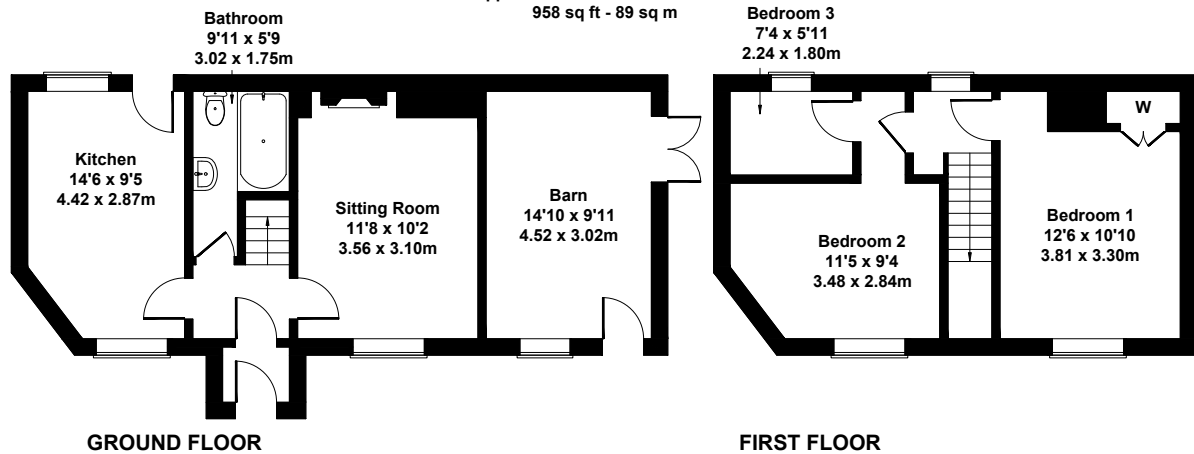 958 sq ft - 89 sq m
Bathroom
9'11 x 5'9
3.02 x 1.75m
Bedroom 3
7'4 x 5'11
2.24 x 1.80m
Kitchen
14'6 x 9'5
4.42 x 2.87m
Sitting Room
11'8 x 10'2
3.56 x 3.10m
Barn
14'10 x 9'11
4.52 x 3.02m
W
Bedroom 2
11'5 x 9'4
3.48 x 2.84m
Bedroom 1
12'6 x 10'10
3.81 x 3.30m
GROUND FLOOR
FIRST FLOOR